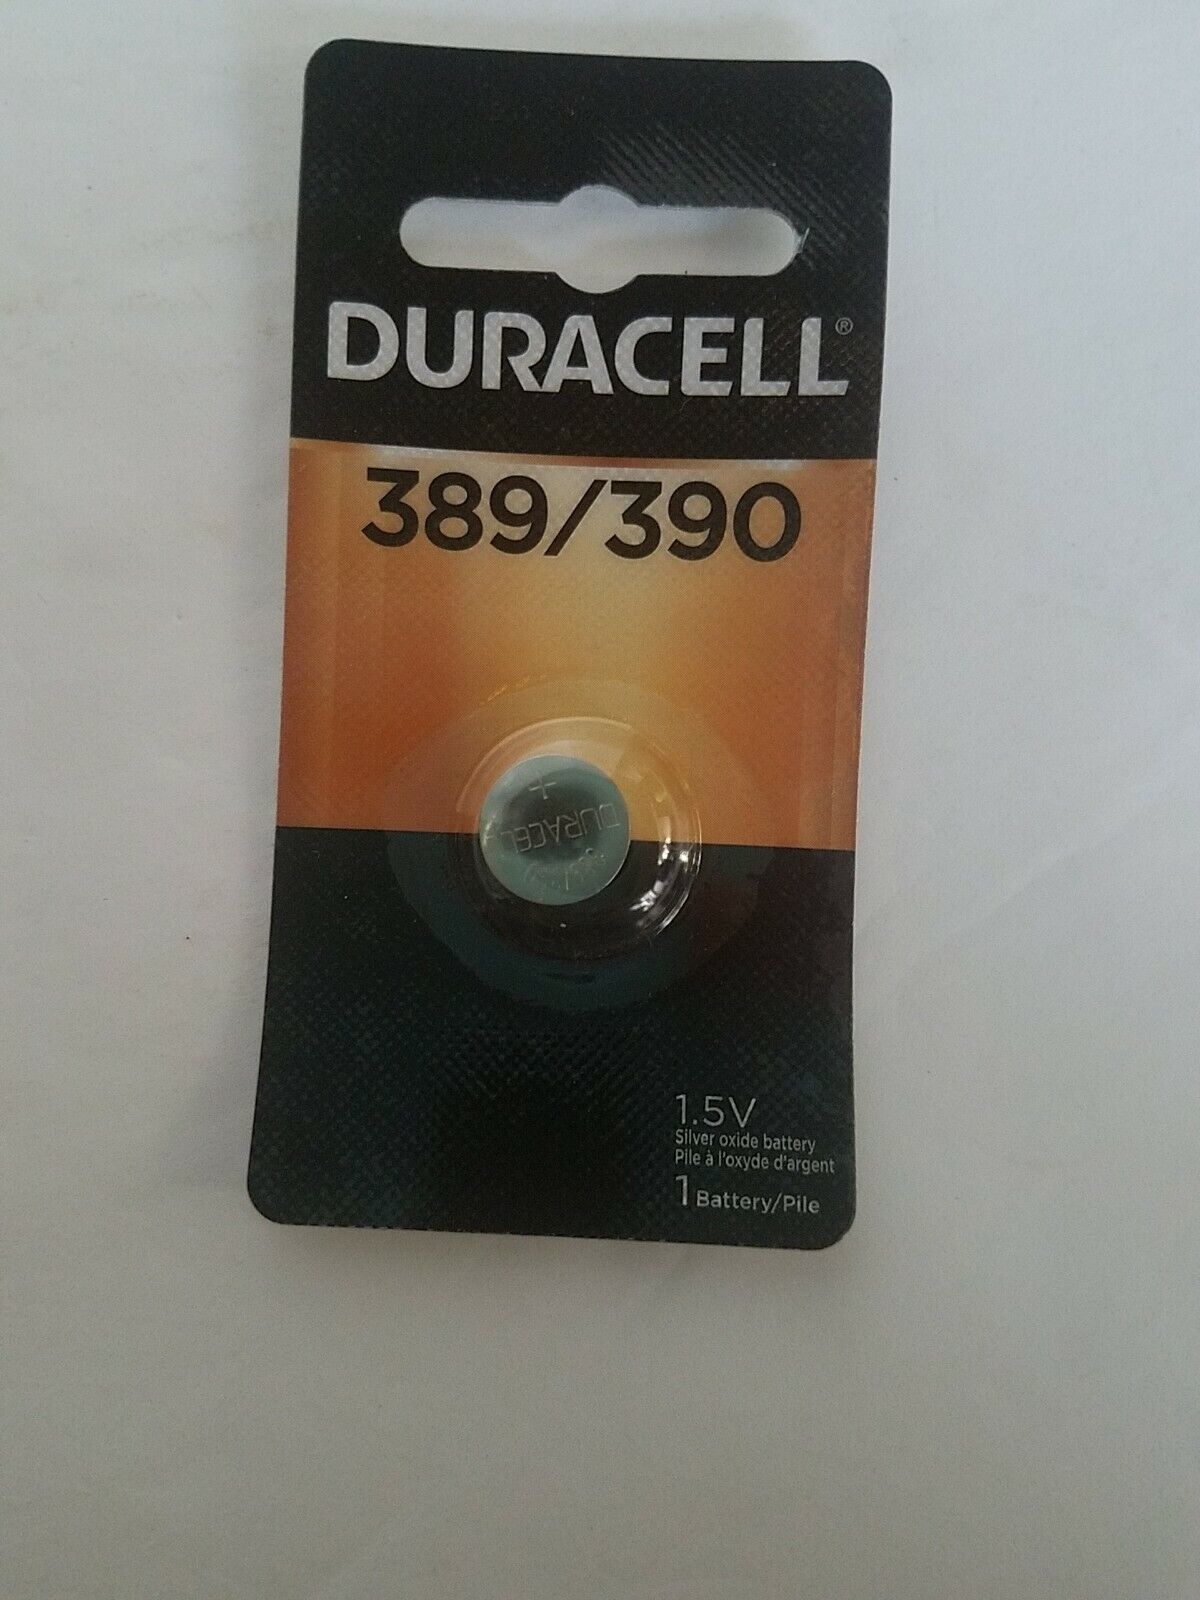 DURACELL®
389/390
+
DURACELL
1.5V
Silver oxide battery
Pile à l'oxyde d'argent
1 Battery/Pile